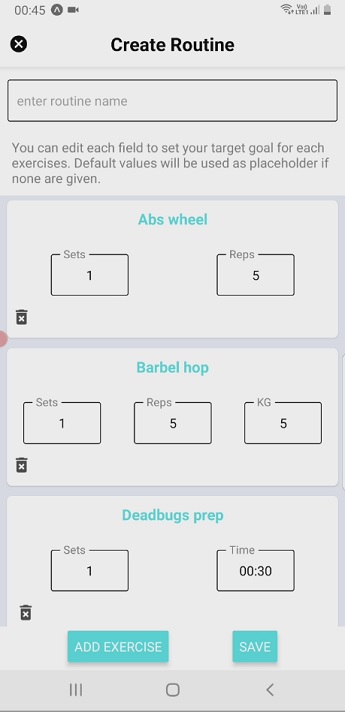 00:45
Vo))
LTE1
Create Routine
enter routine name
You can edit each field to set your target goal for each
exercises. Default values will be used as placeholder if
none are given.
Abs wheel
Sets
Reps
1
5
Barbel hop
Sets
Reps
KG
1
5
5
Deadbugs prep
Sets
Time
1
00:30
ADD EXERCISE
SAVE